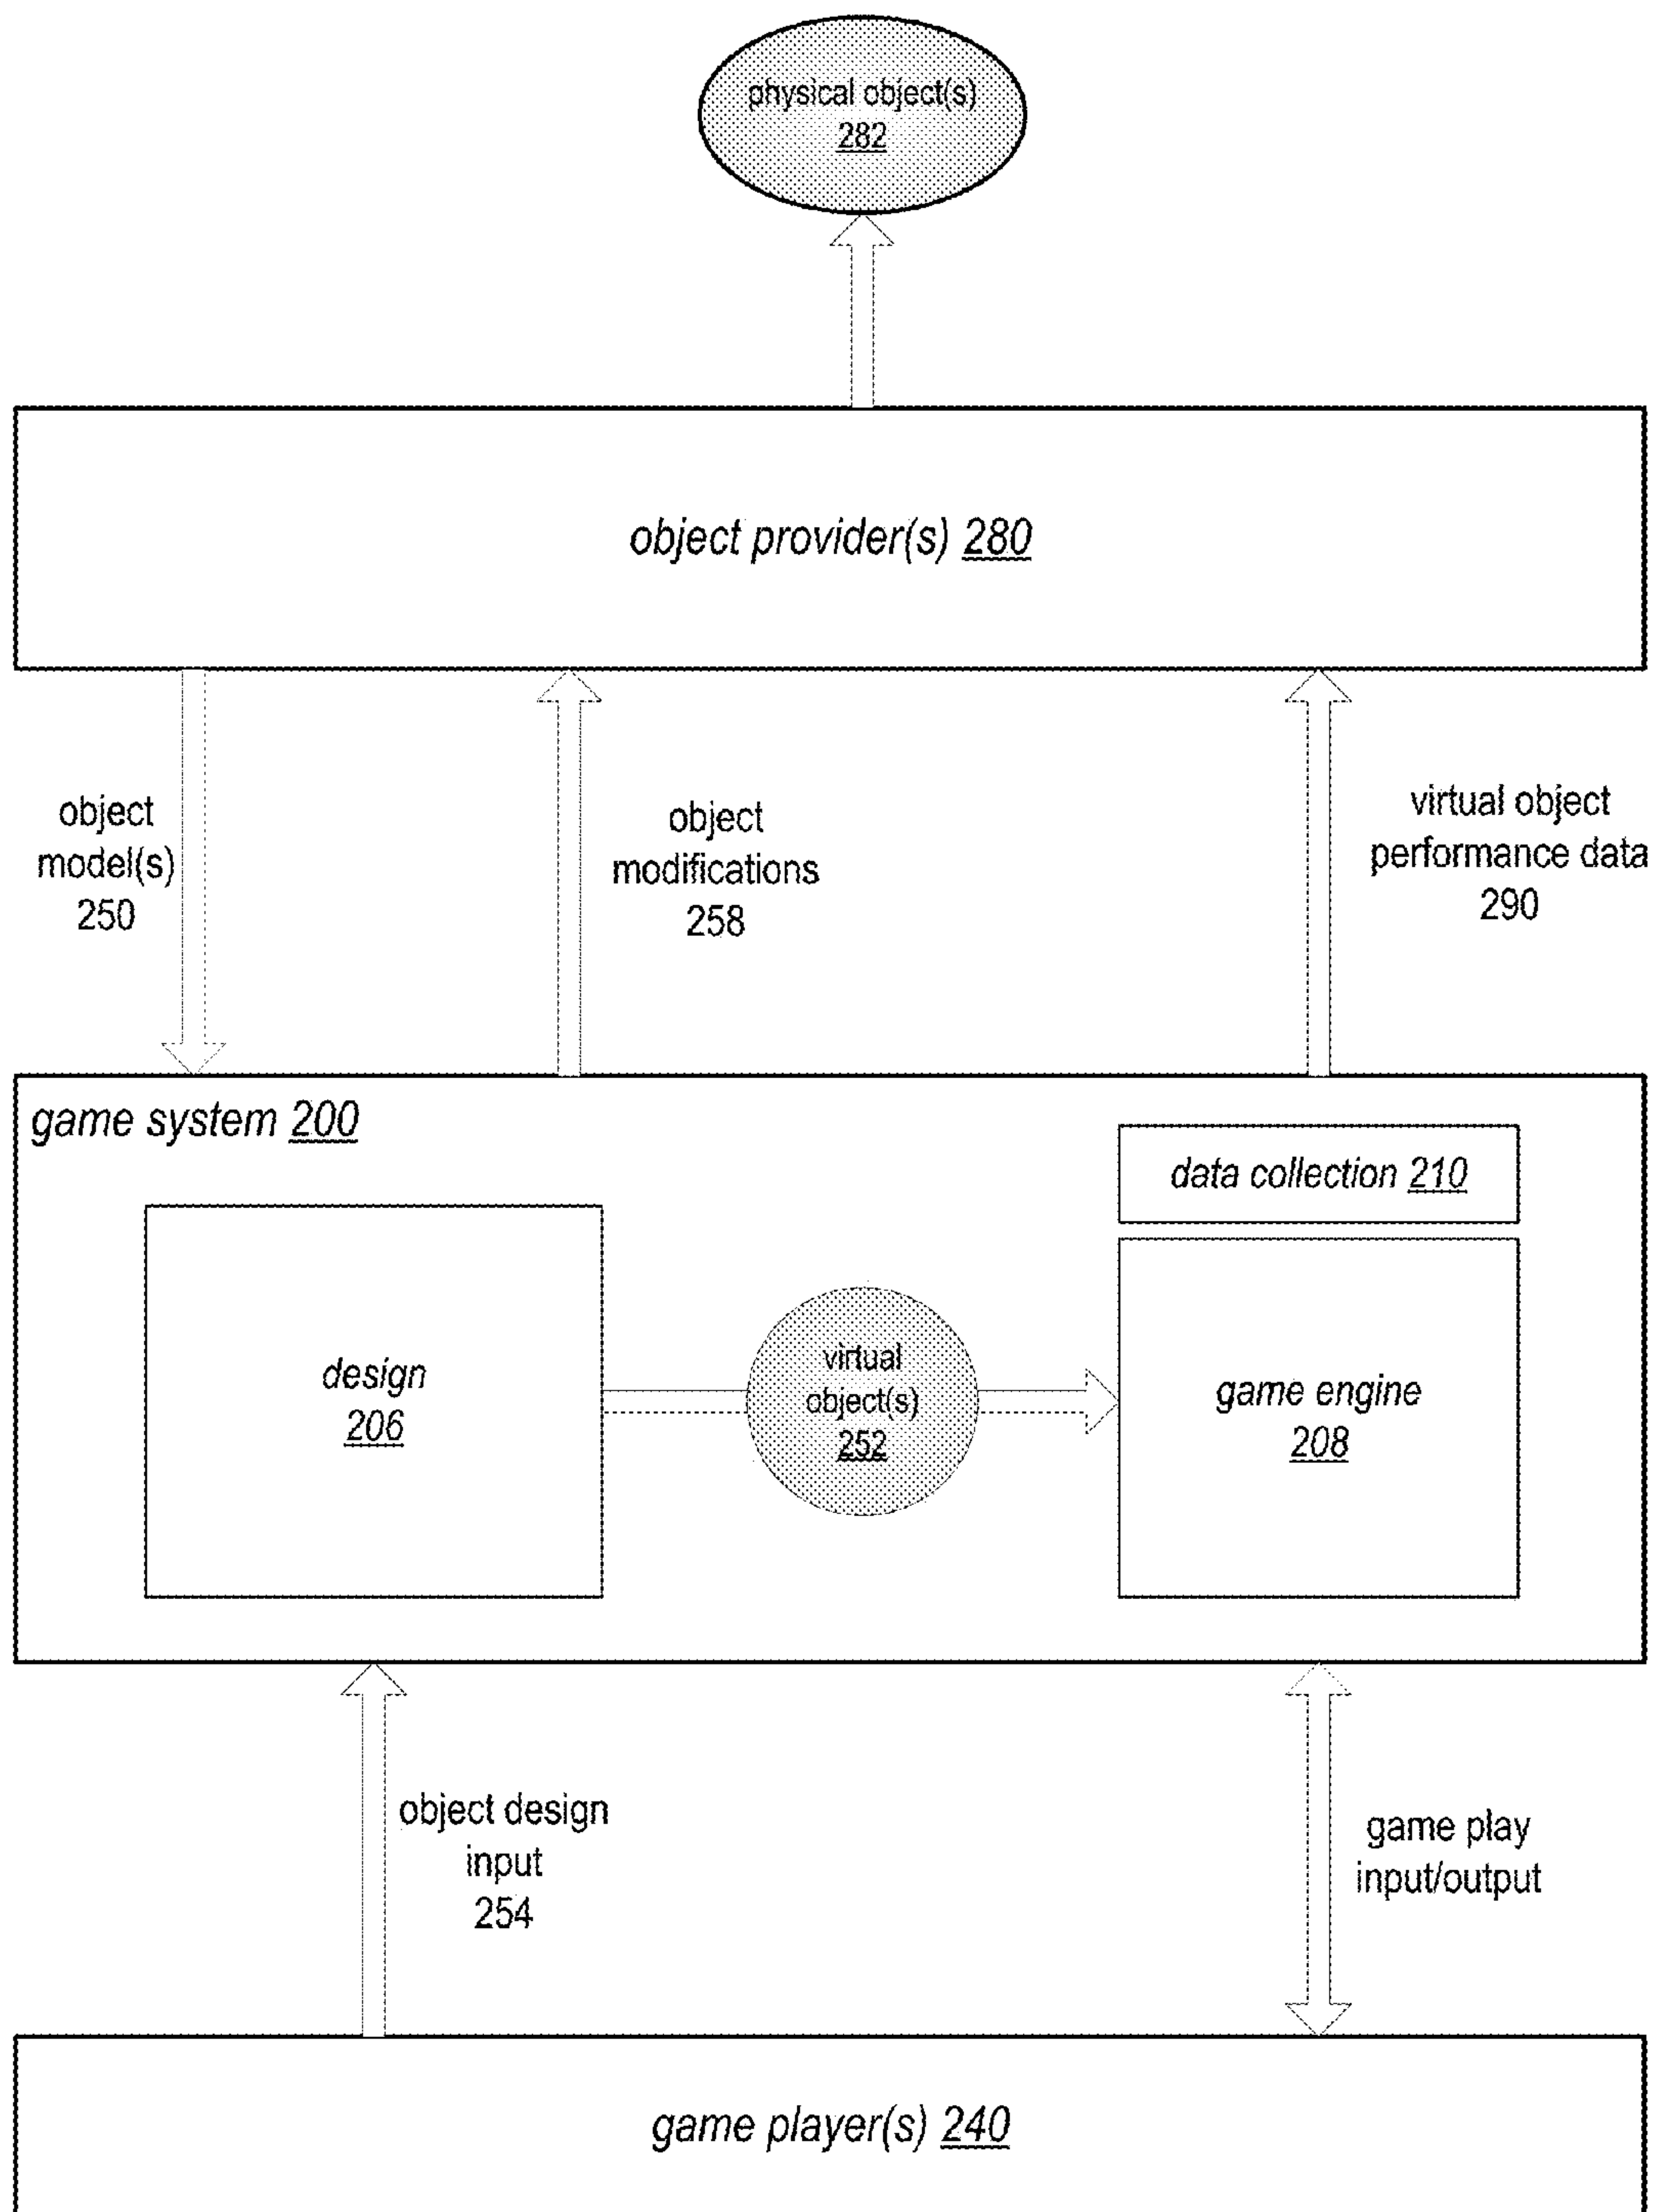 physical object(s)
282
object provider(s) 280
object
model(s)
250
object
modifications
258
virtual object
performance data
290
game system 200
data collection 210
design
206
virtual
object(s)
252
game engine
208
object design
input
254
game play
input/output
game player(s) 240